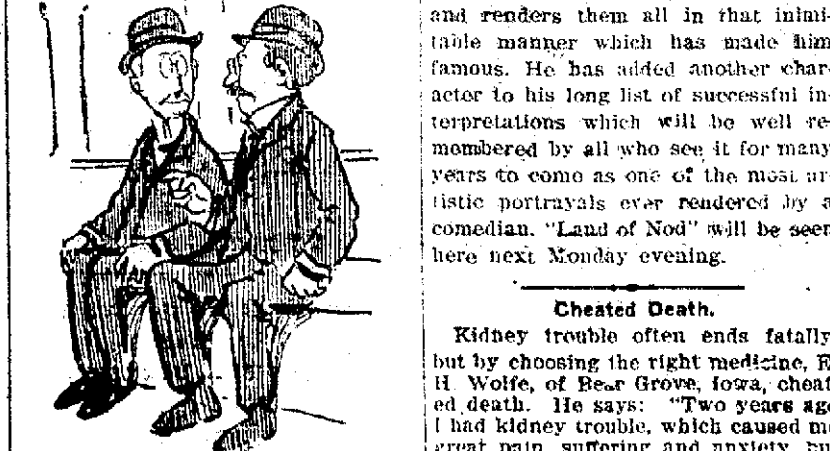 and renders them all in that inimi-
table manner which has made him
famous. He has added another char-
acter to his long list of successful in-
terpretations which will be well re-
membered by all who see it for many
years to come as one of the most ar-
tistic portrayals ever rendered by a
comedian. "Land of Nod" will be seen
here next Monday evening.
Cheated Death.
Kidney trouble often ends fatally
but by choosing the right medicine, E
H. Wolfe, of Bear Grove, Iowa, cheat
ed death. He says: "Two years ago
I had kidney trouble, which caused me
great pain, suffering and anxiety, bu